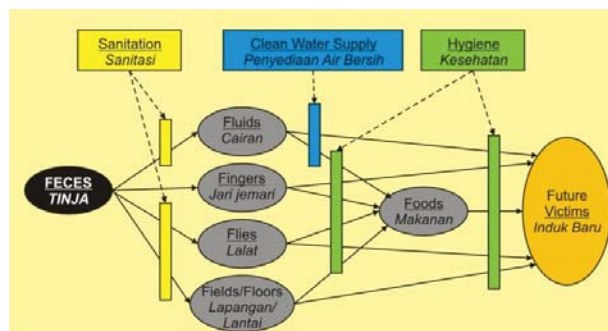 Sanitation
Sanitasi
Clean Water Supply
Penyediaan Air Bersih
Hygiene
Kesehatan
FECES
TINJA
Fluids
Cairan
Fingers
Jari jemari
Flies
Lalat
Fields/Floors
Lapangan/
Lantai
Foods
Makanan
Future
Victims
Induk Baru